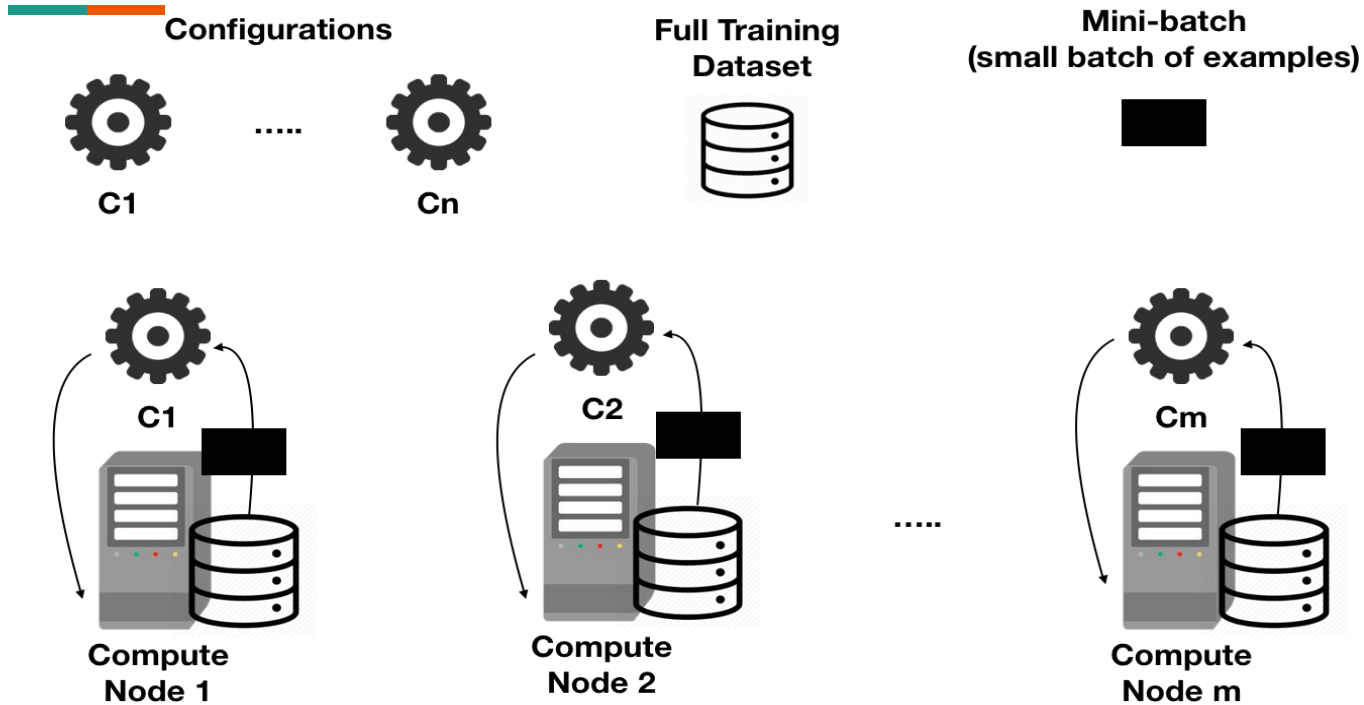 Configurations
Full Training
Dataset
Mini-batch
(small batch of examples)
.....
C1
Cn
C1
C2
Cm
.....
Compute
Node 1
Compute
Node 2
Compute
Node m